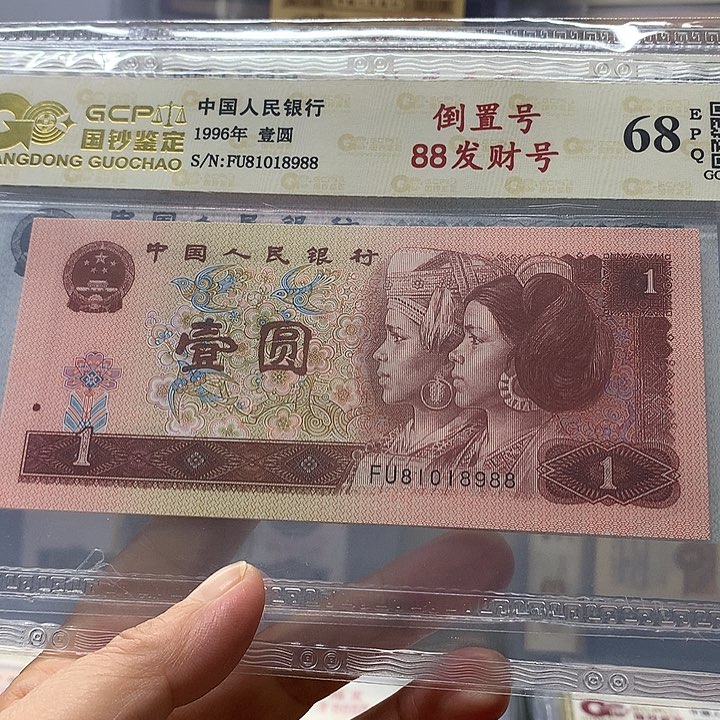 GCP
国钞鉴定
ANGDONG GUOCHAO
中国人民银行
1996年 壹圆
S/N:FU81018988
倒置号
88发财号
68
EPQ
中国人民银行
1
壹圆
1
FU81018988
1